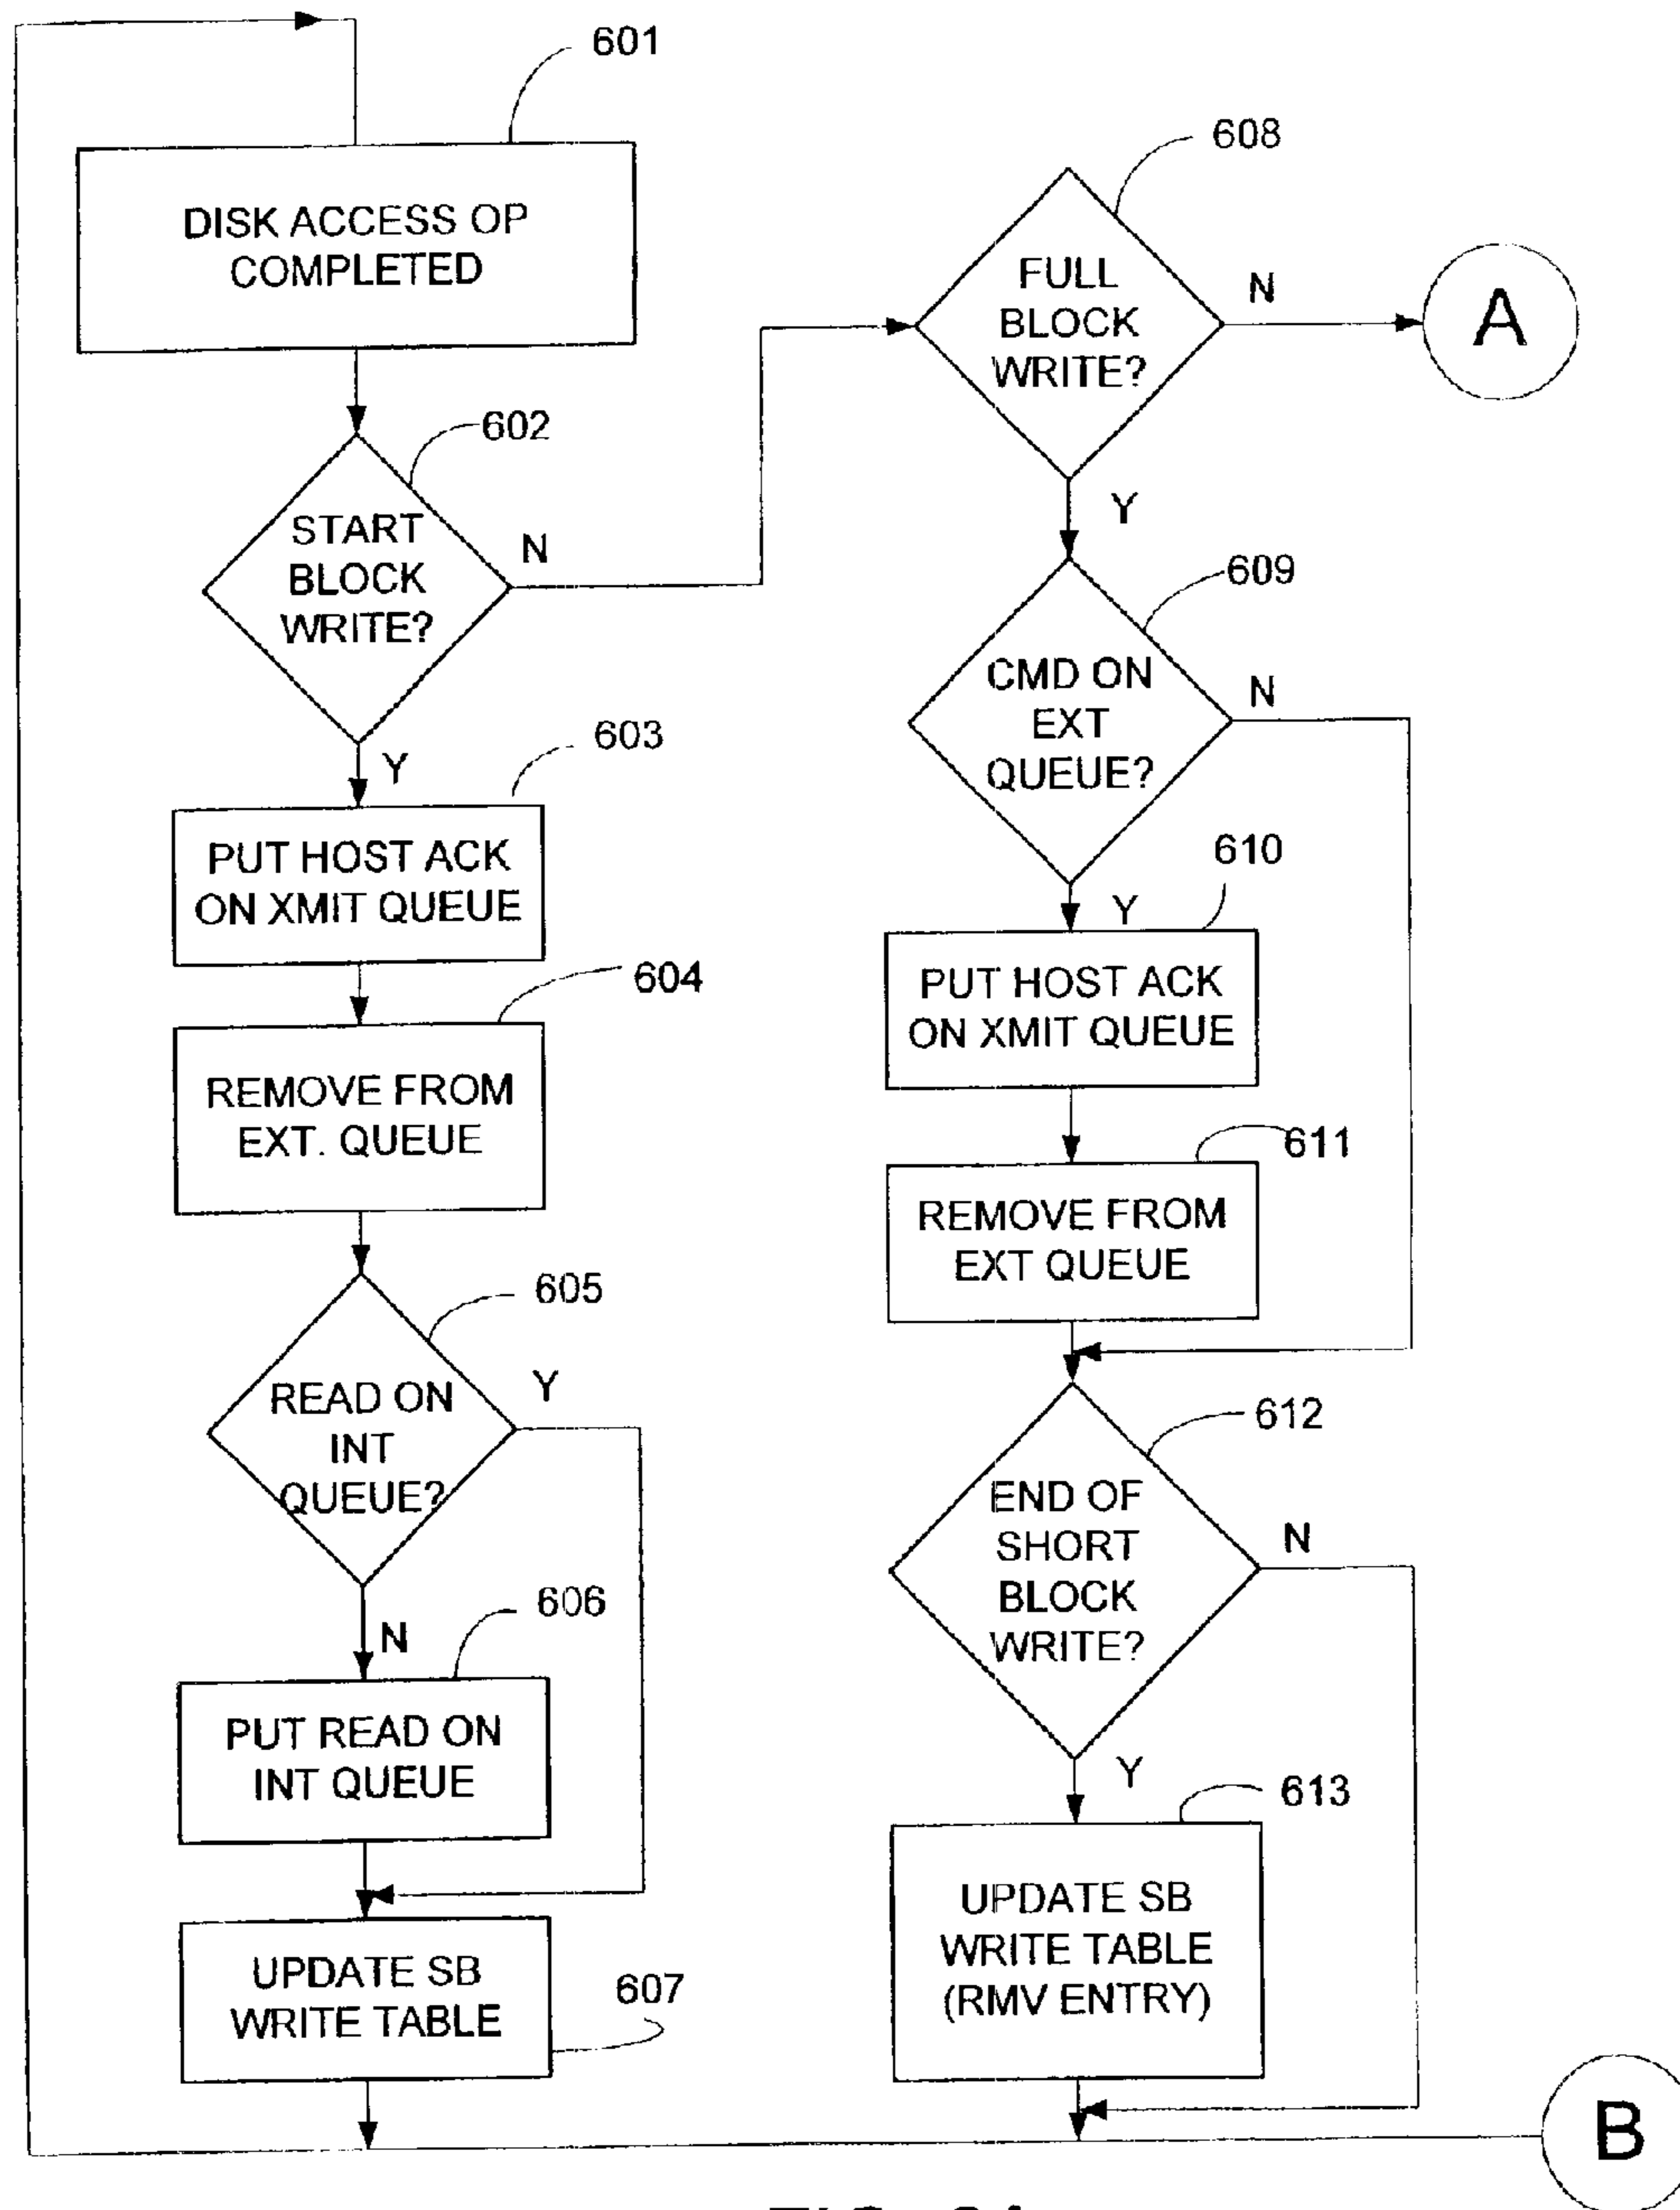 601
DISK ACCESS OP
COMPLETED
602
START
BLOCK
WRITE?
N
Y
603
PUT HOST ACK
ON XMIT QUEUE
604
REMOVE FROM
EXT. QUEUE
605
READ ON
INT
QUEUE?
Y
N
606
PUT READ ON
INT QUEUE
UPDATE SB
WRITE TABLE
607
608
FULL
BLOCK
WRITE?
N
A
Y
609
CMD ON
EXT
QUEUE?
N
Y
610
PUT HOST ACK
ON XMIT QUEUE
611
REMOVE FROM
EXT QUEUE
612
END OF
SHORT
BLOCK
WRITE?
N
Y
613
UPDATE SB
WRITE TABLE
(RMV ENTRY)
B